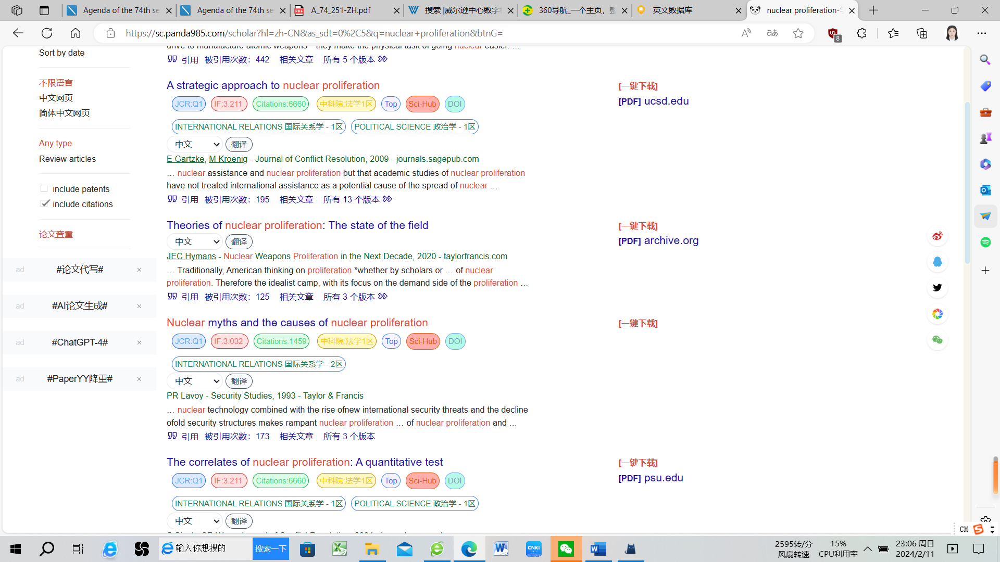 Agenda of the 74th se
Agenda of the 74th se
A_74_251-ZH.pdf
搜索 |威尔逊中心数字
360导航_一个主页，整
英文数据库
nuclear proliferation-
https://sc.panda985.com/scholar?hl=zh-CN&as_sdt=0%2C5&q=nuclear+proliferation&btnG=
8
Sort by date
不限语言
中文网页
简体中文网页
Any type
Review articles
include patents
include citations
论文查重
ad #论文代写# ×
ad #AI论文生成# ×
ad #ChatGPT-4# ×
ad #PaperYY降重# ×
drive to manufacture atomic weapons—they make the physical task of going nuclear easier. …
引用 被引用次数：442 相关文章 所有 5 个版本
A strategic approach to nuclear proliferation
[一键下载]
[PDF] ucsd.edu
JCR:Q1 IF:3.211 Citations:6660 中科院:法学1区 Top Sci-Hub DOI
INTERNATIONAL RELATIONS 国际关系学 - 1区 POLITICAL SCIENCE 政治学 - 1区
中文 翻译
E Gartzke, M Kroenig - Journal of Conflict Resolution, 2009 - journals.sagepub.com
… nuclear assistance and nuclear proliferation but that academic studies of nuclear proliferation
have not treated international assistance as a potential cause of the spread of nuclear …
引用 被引用次数：195 相关文章 所有 13 个版本
Theories of nuclear proliferation: The state of the field
[一键下载]
[PDF] archive.org
中文 翻译
JEC Hymans - Nuclear Weapons Proliferation in the Next Decade, 2020 - taylorfrancis.com
… Traditionally, American thinking on proliferation *whether by scholars or … of nuclear
proliferation. Therefore the idealist camp, with its focus on the demand side of the proliferation …
引用 被引用次数：125 相关文章 所有 3 个版本
Nuclear myths and the causes of nuclear proliferation
[一键下载]
JCR:Q1 IF:3.032 Citations:1459 中科院:法学1区 Top Sci-Hub DOI
INTERNATIONAL RELATIONS 国际关系学 - 2区
中文 翻译
PR Lavoy - Security Studies, 1993 - Taylor & Francis
… nuclear technology combined with the rise ofnew international security threats and the decline
ofold security structures makes rampant nuclear proliferation … of nuclear proliferation and …
引用 被引用次数：173 相关文章 所有 3 个版本
The correlates of nuclear proliferation: A quantitative test
[一键下载]
[PDF] psu.edu
JCR:Q1 IF:3.211 Citations:6660 中科院:法学1区 Top Sci-Hub DOI
INTERNATIONAL RELATIONS 国际关系学 - 1区 POLITICAL SCIENCE 政治学 - 1区
中文 翻译
CH
输入你想搜的 搜索一下
CNKI
2595转/分
风扇转速
15%
CPU利用率
23:06 周日
2024/2/11